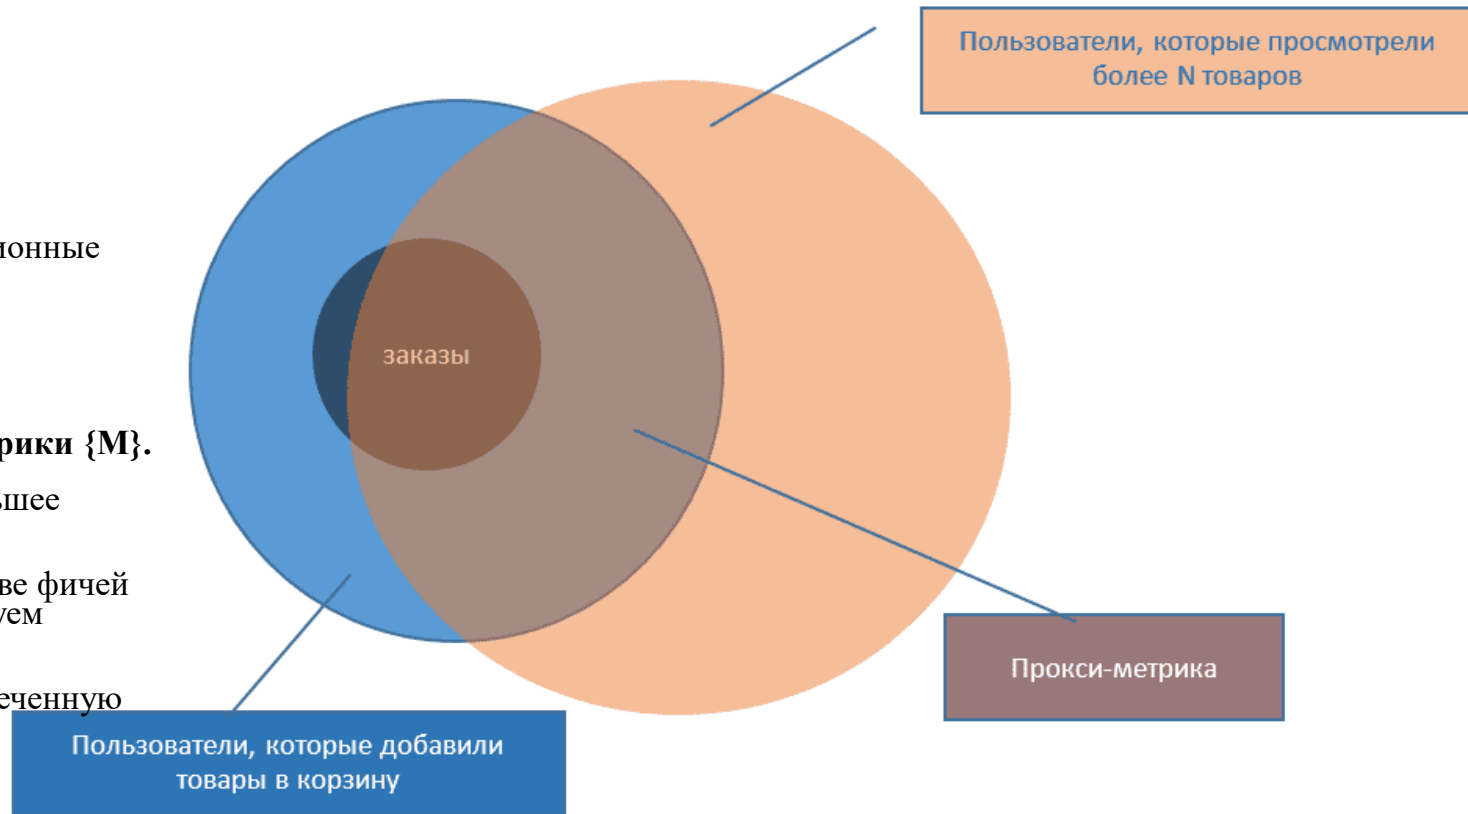 Пользователи, которые просмотрели
более N товаров
ионные
заказы
рики {M}.
ьшее
ве фичей
уем
Прокси-метрика
еченную
Пользователи, которые добавили
товары в корзину